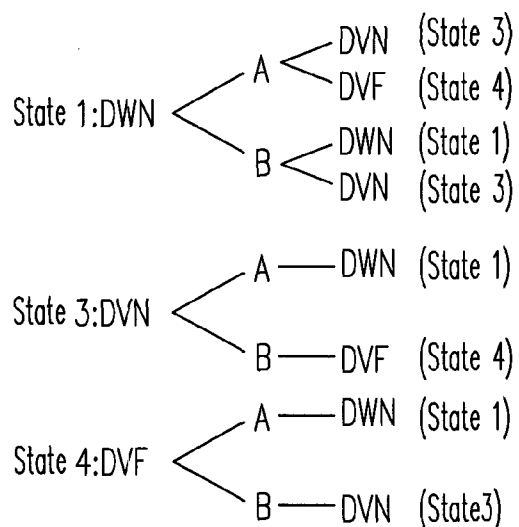 DVN (State 3)
A
DVF (State 4)
State 1:DWN
DWN (State 1)
B
DVN (State 3)
A DWN (State 1)
State 3:DVN
B DVF (State 4)
A DWN (State 1)
State 4:DVF
B DVN (State3)